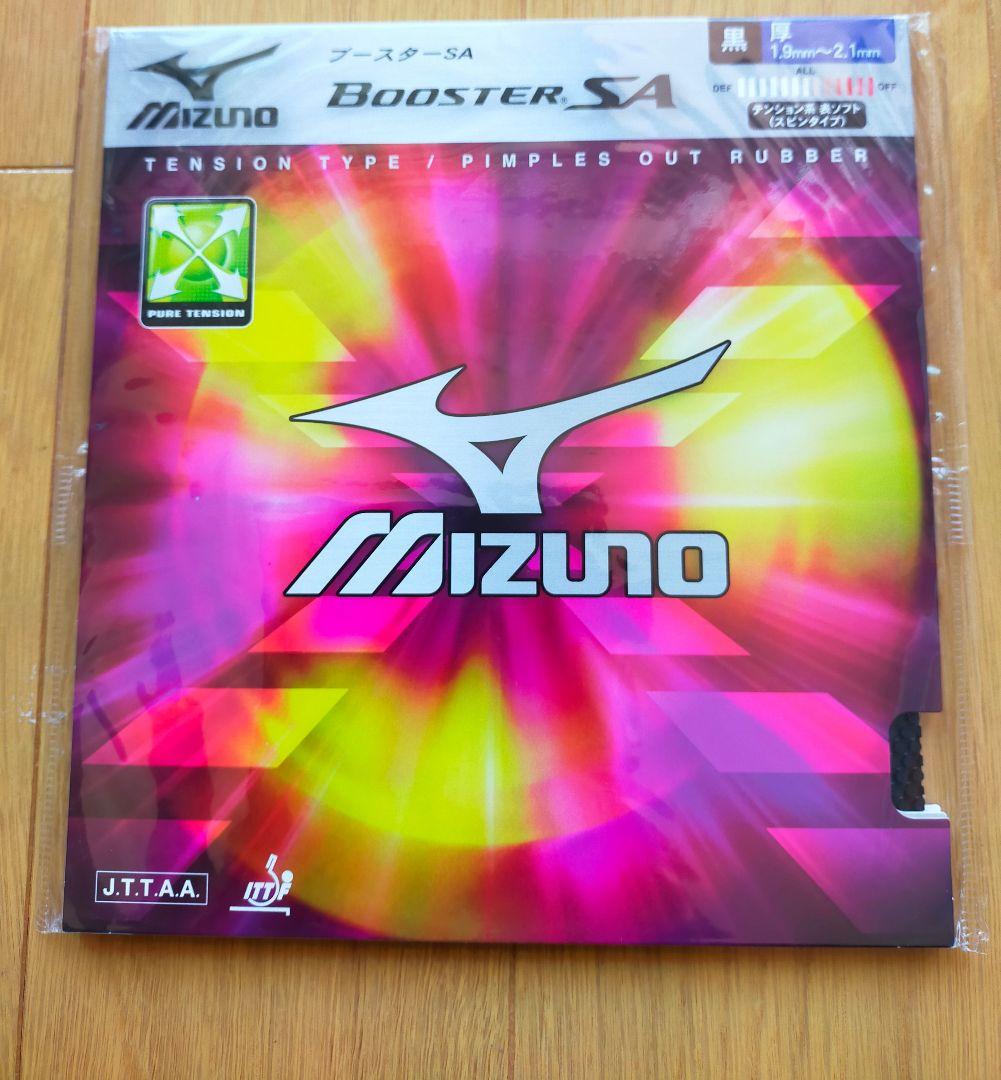 MIZUNO
ブースターSA
BOOSTER® SA
黒
厚
1.9mm〜2.1mm
ALL
DEF
OFF
テンション系 表ソフト
(スピンタイプ)
TENSION TYPE / PIMPLES OUT RUBBER
PURE TENSION
MIZUNO
J.T.T.A.A.
ITTF